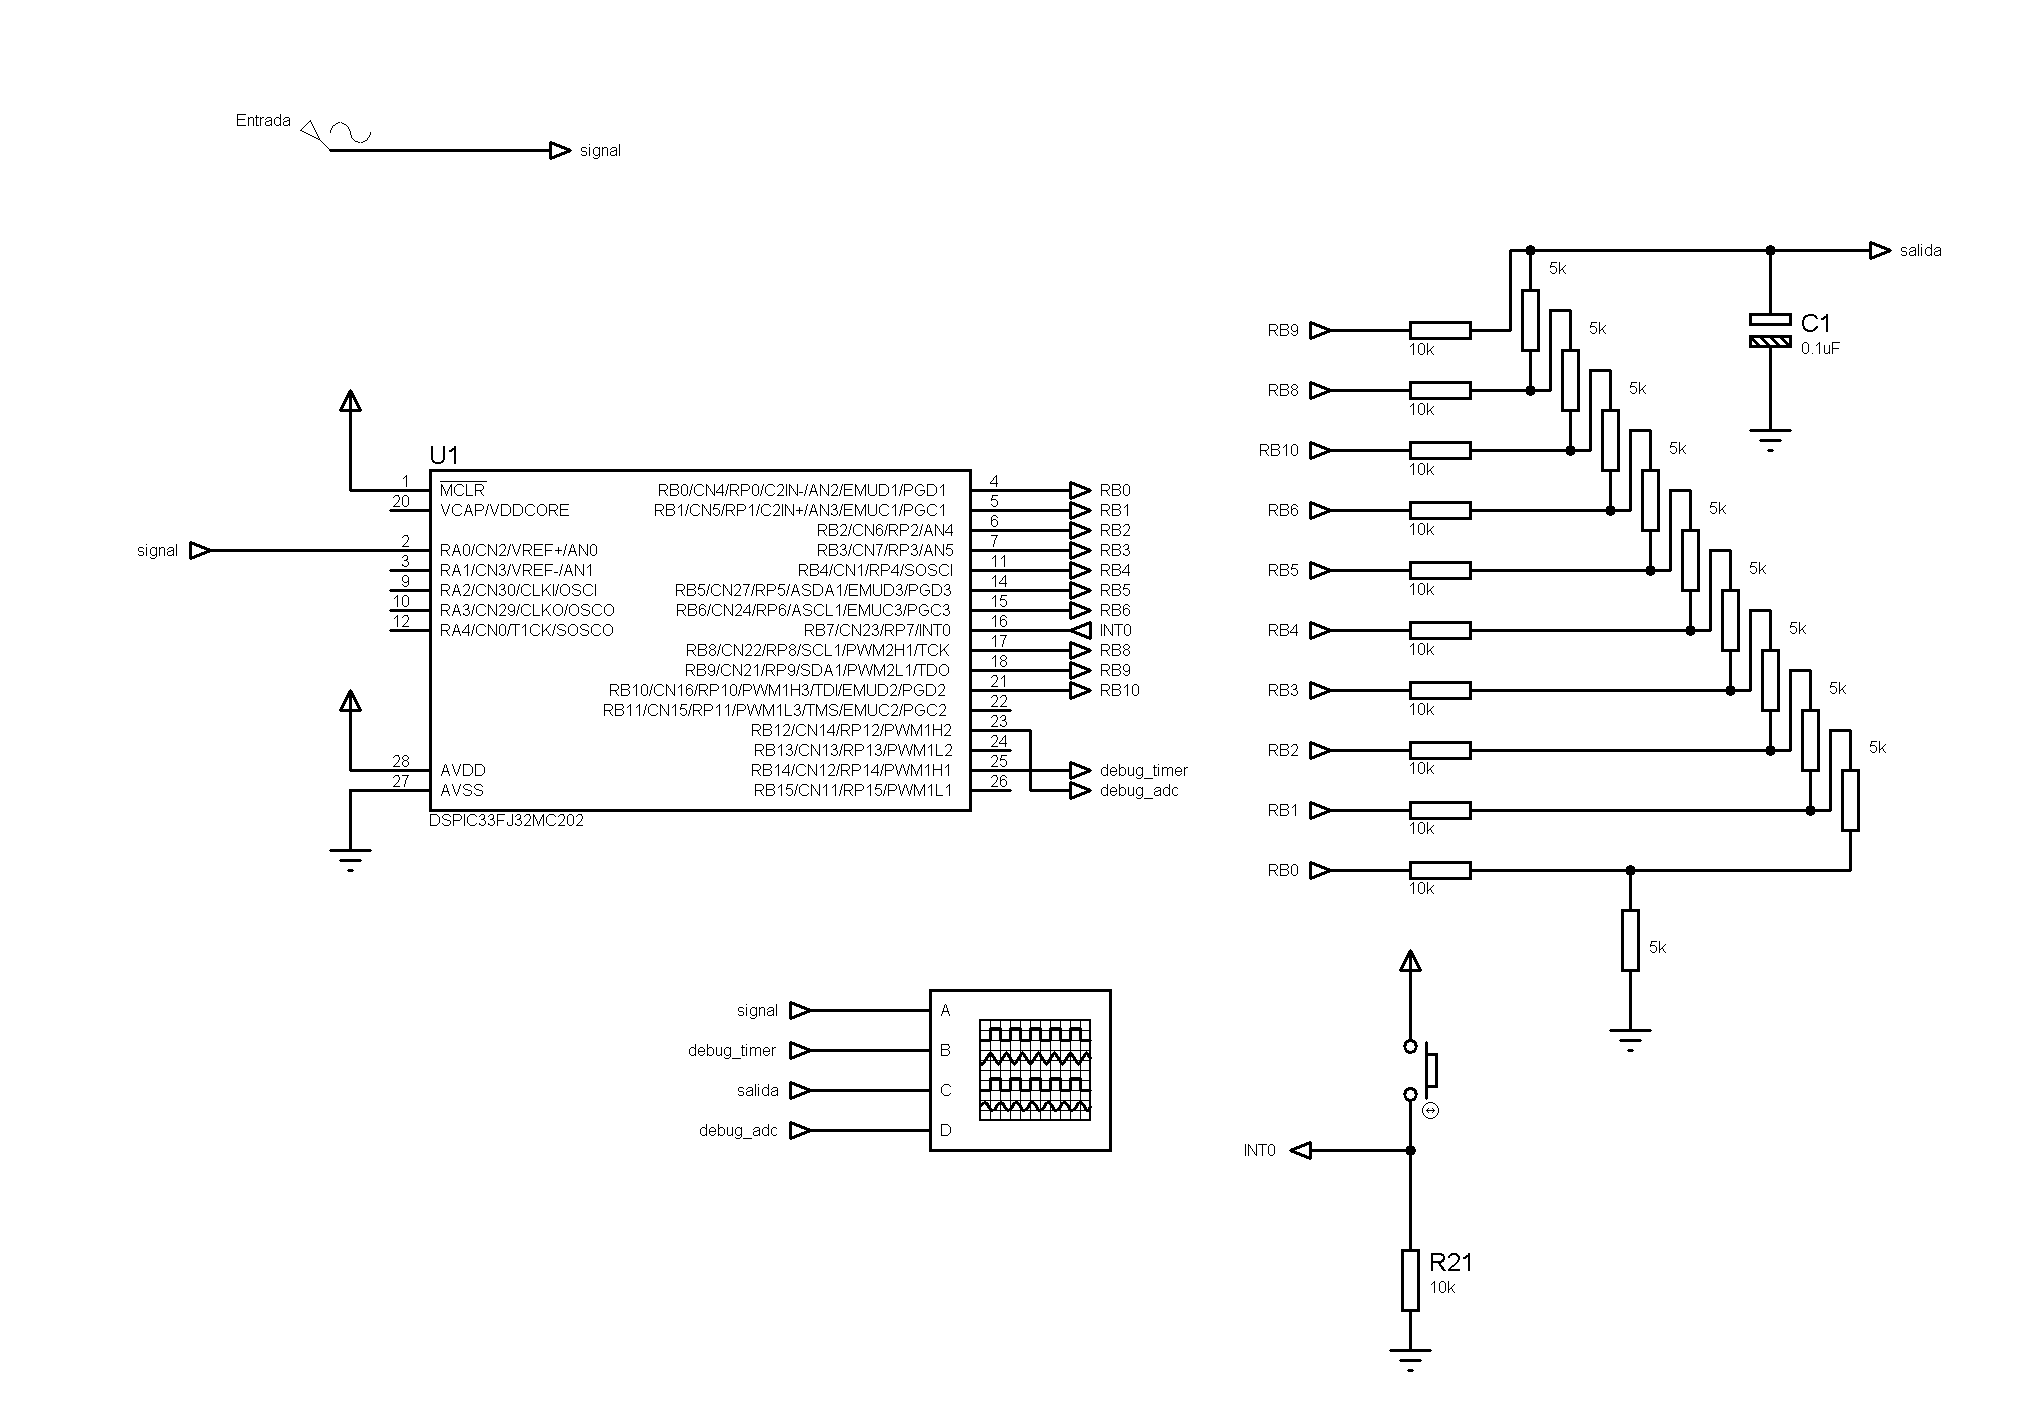 Entrada
signal
salida
5k
RB9
10k
5k
C1
0.1uF
RB8
10k
5k
RB10
10k
5k
RB6
10k
5k
RB5
10k
5k
RB4
10k
5k
RB3
10k
5k
RB2
10k
5k
RB1
10k
RB0
10k
5k
U1
1
MCLR
20
VCAP/VDDCORE
signal
2
RA0/CN2/VREF+/AN0
3
RA1/CN3/VREF-/AN1
9
RA2/CN30/CLKI/OSCI
10
RA3/CN29/CLKO/OSCO
12
RA4/CN0/T1CK/SOSCO
28
AVDD
27
AVSS
RB0/CN4/RP0/C2IN-/AN2/EMUD1/PGD1
4
RB0
RB1/CN5/RP1/C2IN+/AN3/EMUC1/PGC1
5
RB1
RB2/CN6/RP2/AN4
6
RB2
RB3/CN7/RP3/AN5
7
RB3
RB4/CN1/RP4/SOSCI
11
RB4
RB5/CN27/RP5/ASDA1/EMUD3/PGD3
14
RB5
RB6/CN24/RP6/ASCL1/EMUC3/PGC3
15
RB6
RB7/CN23/RP7/INT0
16
INT0
RB8/CN22/RP8/SCL1/PWM2H1/TCK
17
RB8
RB9/CN21/RP9/SDA1/PWM2L1/TDO
18
RB9
RB10/CN16/RP10/PWM1H3/TDI/EMUD2/PGD2
21
RB10
RB11/CN15/RP11/PWM1L3/TMS/EMUC2/PGC2
22
RB12/CN14/RP12/PWM1H2
23
RB13/CN13/RP13/PWM1L2
24
RB14/CN12/RP14/PWM1H1
25
debug_timer
RB15/CN11/RP15/PWM1L1
26
debug_adc
DSPIC33FJ32MC202
signal
A
debug_timer
B
salida
C
debug_adc
D
INT0
R21
10k